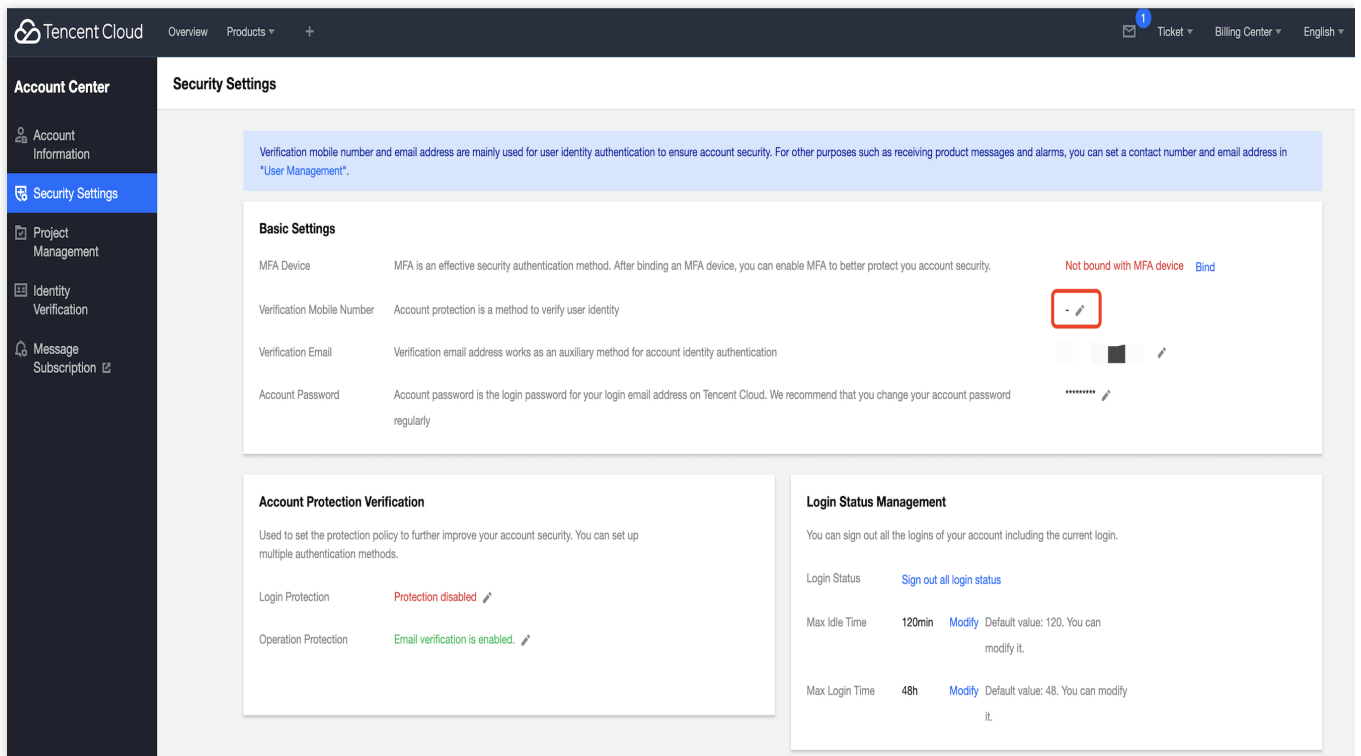 Tencent Cloud Overview Products + 1 Ticket Billing Center English
Account Center
Security Settings
Account
Information
Security Settings
Project
Management
Identity
Verification
Message
Subscription
Verification mobile number and email address are mainly used for user identity authentication to ensure account security. For other purposes such as receiving product messages and alarms, you can set a contact number and email address in
"User Management".
Basic Settings
MFA Device MFA is an effective security authentication method. After binding an MFA device, you can enable MFA to better protect you account security. Not bound with MFA device Bind
Verification Mobile Number Account protection is a method to verify user identity -
Verification Email Verification email address works as an auxiliary method for account identity authentication
Account Password Account password is the login password for your login email address on Tencent Cloud. We recommend that you change your account password *********
regularly
Account Protection Verification
Used to set the protection policy to further improve your account security. You can set up
multiple authentication methods.
Login Protection Protection disabled
Operation Protection Email verification is enabled.
Login Status Management
You can sign out all the logins of your account including the current login.
Login Status Sign out all login status
Max Idle Time 120min Modify Default value: 120. You can
modify it.
Max Login Time 48h Modify Default value: 48. You can modify
it.